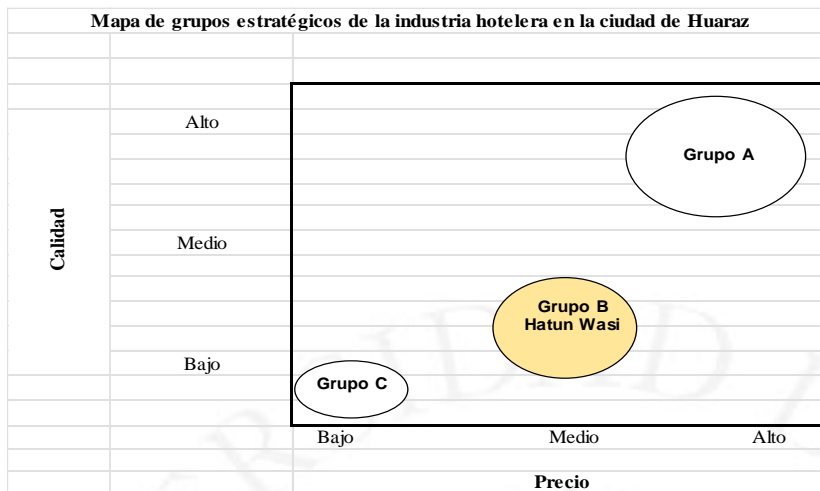 Mapa de grupos estratégicos de la industria hotelera en la ciudad de Huaraz
Alto
Grupo A
Calidad
Medio
Grupo B
Hatun Wasi
Bajo
Grupo C
Bajo
Medio
Alto
Precio